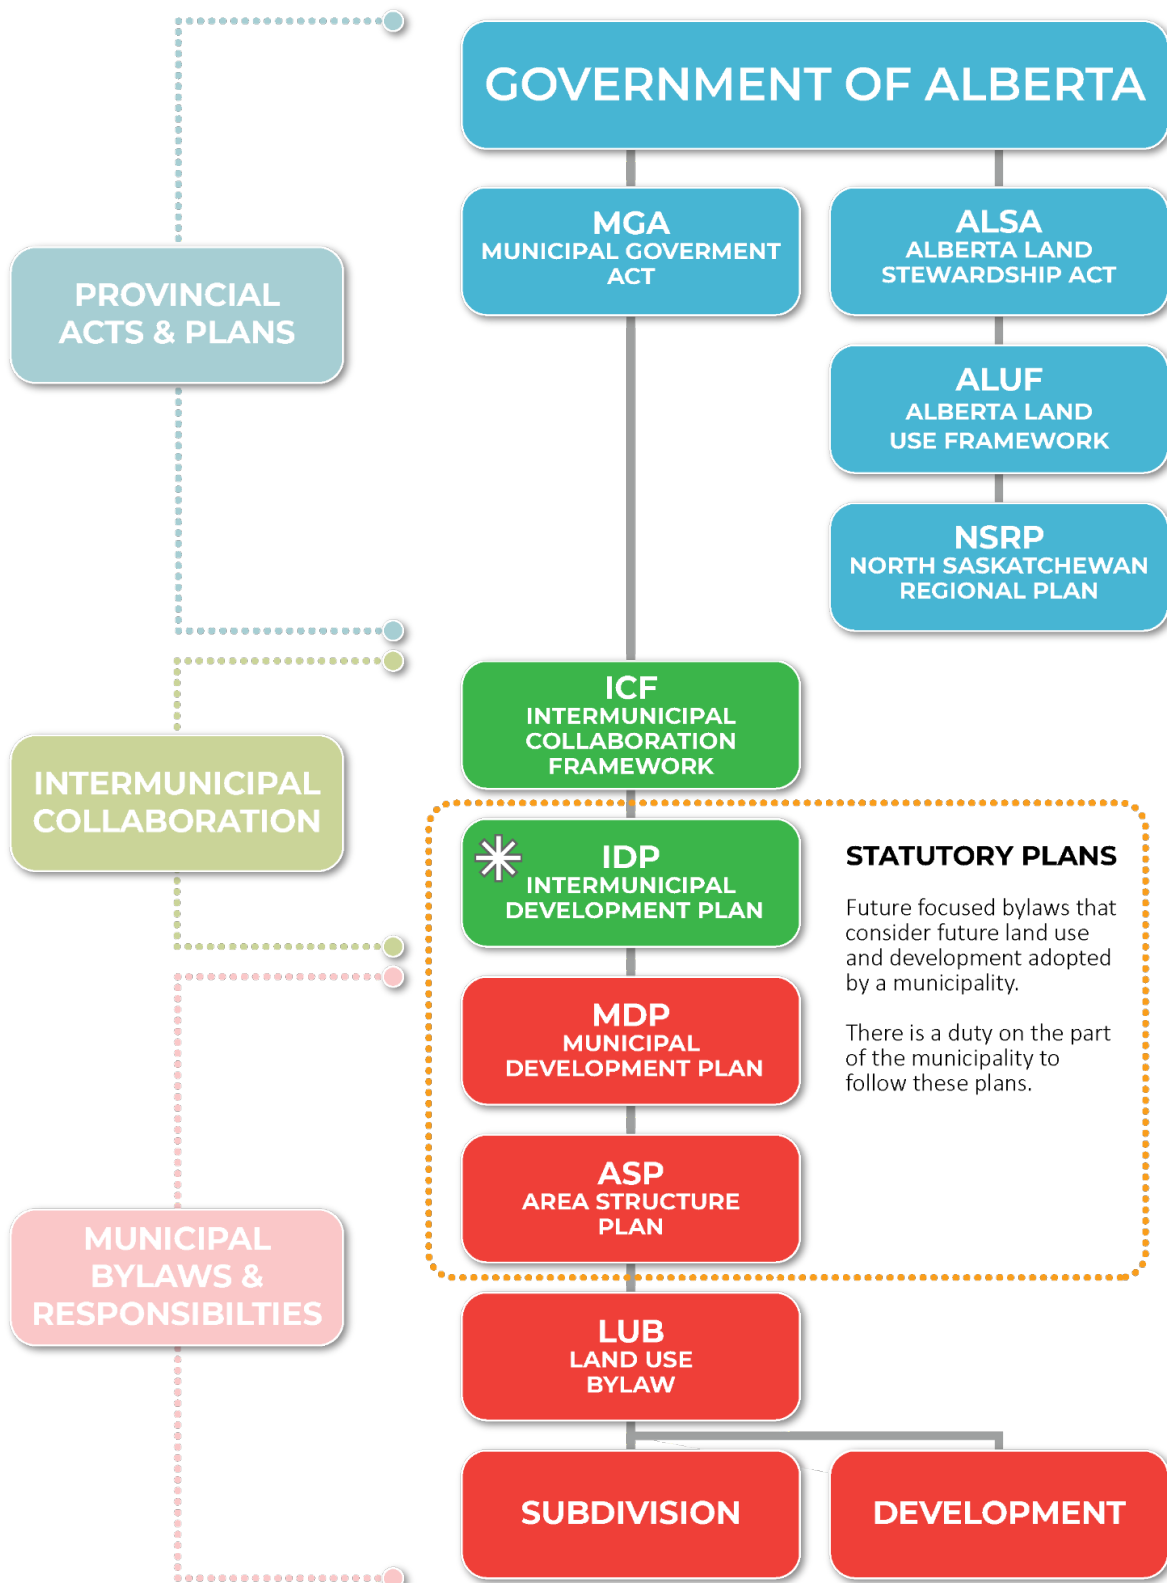 GOVERNMENT OF ALBERTA
MGA
MUNICIPAL GOVERMENT
ACT
ALSA
ALBERTA LAND
STEWARDSHIP ACT
PROVINCIAL
ACTS & PLANS
ALUF
ALBERTA LAND
USE FRAMEWORK
NSRP
NORTH SASKATCHEWAN
REGIONAL PLAN
ICF
INTERMUNICIPAL
COLLABORATION
FRAMEWORK
INTERMUNICIPAL
COLLABORATION
IDP
INTERMUNICIPAL
DEVELOPMENT PLAN
STATUTORY PLANS
Future focused bylaws that
consider future land use
and development adopted
by a municipality.
There is a duty on the part
of the municipality to
follow these plans.
MDP
MUNICIPAL
DEVELOPMENT PLAN
ASP
AREA STRUCTURE
PLAN
MUNICIPAL
BYLAWS &
RESPONSIBILTIES
LUB
LAND USE
BYLAW
SUBDIVISION
DEVELOPMENT